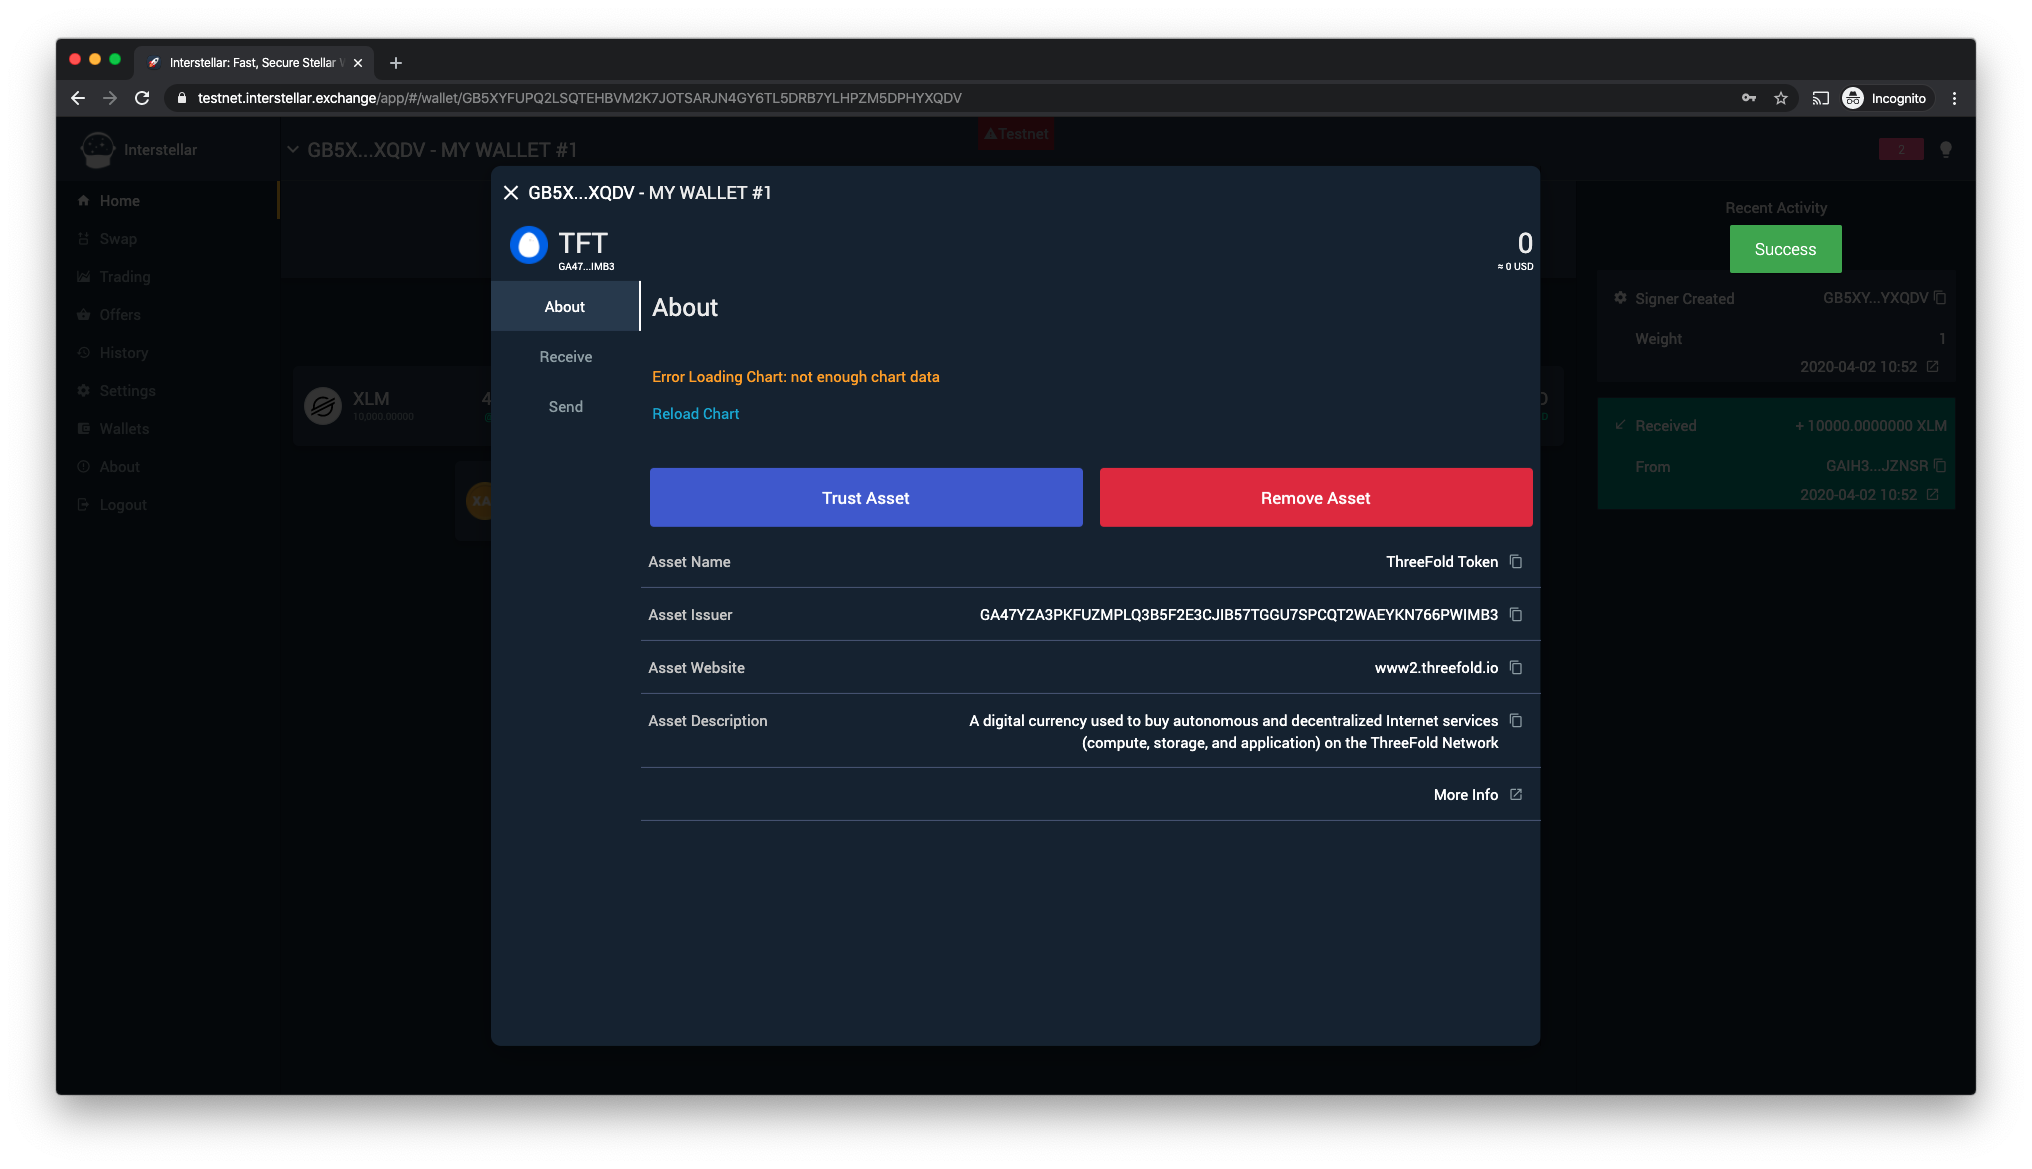 Interstellar: Fast, Secure Stellar
testnet.interstellar.exchange/app/#/wallet/GB5XYFUPQ2LSQTEHBVM2K7JOTSARJN4GY6TL5DRB7YLHPZM5DPHYXQDV
Incognito
Interstellar
GB5X...XQDV - MY WALLET #1
Testnet
2
Home
Swap
Trading
Offers
History
Settings
Wallets
About
Logout
XLM
10,000.00000
4
XA
GB5X...XQDV - MY WALLET #1
TFT
GA47...IMB3
0
≈ 0 USD
About
Receive
Send
About
Error Loading Chart: not enough chart data
Reload Chart
Trust Asset
Remove Asset
Asset Name
ThreeFold Token
Asset Issuer
GA47YZA3PKFUZMPLQ3B5F2E3CJIB57TGGU7SPCQT2WAEYKN766PWIMB3
Asset Website
www2.threefold.io
Asset Description
A digital currency used to buy autonomous and decentralized Internet services
(compute, storage, and application) on the ThreeFold Network
More Info
Recent Activity
Success
Signer Created
GB5XY...YXQDV
Weight
1
2020-04-02 10:52
Received
+ 10000.0000000 XLM
From
GAIH3...JZNSR
2020-04-02 10:52